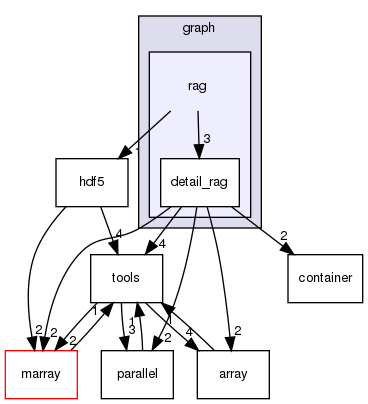 graph
rag
3
hdf5
detail_rag
4
4
2
tools
container
1
3
1
2
4
1
2
2
2
2
marray
parallel
array